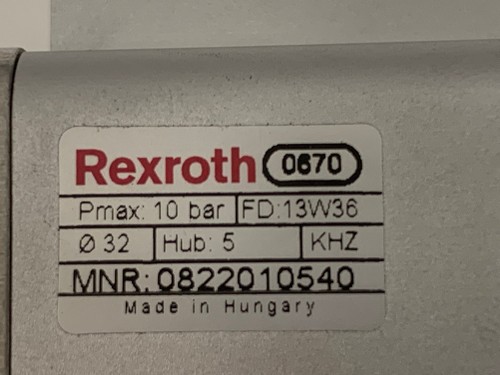 Rexroth 0670
Pmax: 10 bar FD:13W36
Ø 32 Hub: 5 KHZ
MNR: 0822010540
Made in Hungary